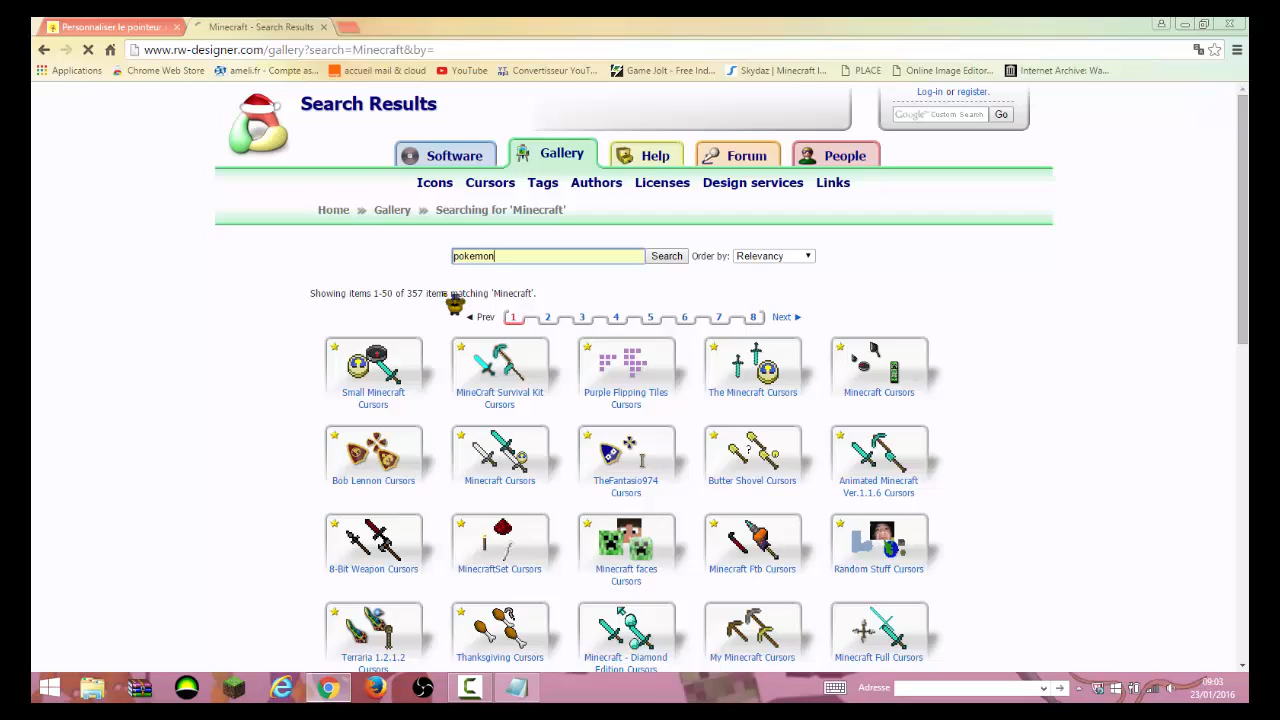 Personnaliser le pointeur
Minecraft - Search Results
www.rw-designer.com/gallery?search=Minecraft&by=
Applications
Chrome Web Store
ameli.fr - Compte as...
accueil mail & cloud
YouTube
Convertisseur YouT...
Game Jolt - Free Ind...
Skydaz | Minecraft I...
PLACE
Online Image Editor...
Internet Archive: Wa...
Search Results
Log-in or register.
Google™ Custom Search
Go
Software
Gallery
Help
Forum
People
Icons
Cursors
Tags
Authors
Licenses
Design services
Links
Home » Gallery » Searching for 'Minecraft'
pokemon
Search
Order by:
Relevancy
Showing items 1-50 of 357 items matching 'Minecraft'.
◄ Prev 1 2 3 4 5 6 7 8 Next ►
Small Minecraft
Cursors
MineCraft Survival Kit
Cursors
Purple Flipping Tiles
Cursors
The Minecraft Cursors
Minecraft Cursors
Bob Lennon Cursors
Minecraft Cursors
TheFantasio974
Cursors
Butter Shovel Cursors
Animated Minecraft
Ver.1.1.6 Cursors
8-Bit Weapon Cursors
MinecraftSet Cursors
Minecraft faces
Cursors
Minecraft Ptb Cursors
Random Stuff Cursors
Terraria 1.2.1.2
Cursors
Thanksgiving Cursors
Minecraft - Diamond
Edition Cursors
My Minecraft Cursors
Minecraft Full Cursors
Adresse
09:03
23/01/2016